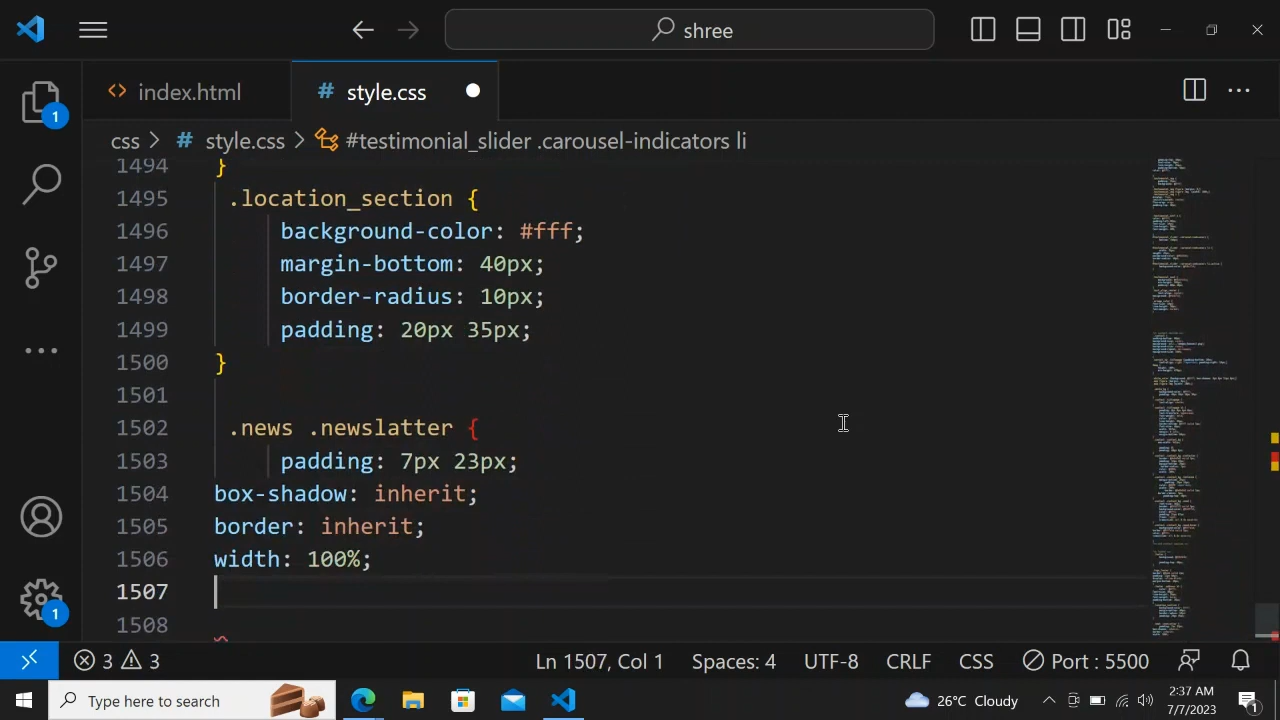 shree
index.html
# style.css
1
css > # style.css > #testimonial_slider .carousel-indicators li
1494 }
1495 .location_section {
1496 background-color: #fff;
1497 margin-bottom: 40px;
1498 border-radius: 10px;
1499 padding: 20px 35px;
1500 }
1501
1502 .news .newslatter {
1503 padding: 7px 19px;
1504 box-shadow: inherit;
1505 border: inherit;
1506 width: 100%;
1507
1508
1
3 3
Ln 1507, Col 1
Spaces: 4
UTF-8
CRLF
CSS
Port : 5500
Type here to search
26°C Cloudy
2:37 AM
7/7/2023
1